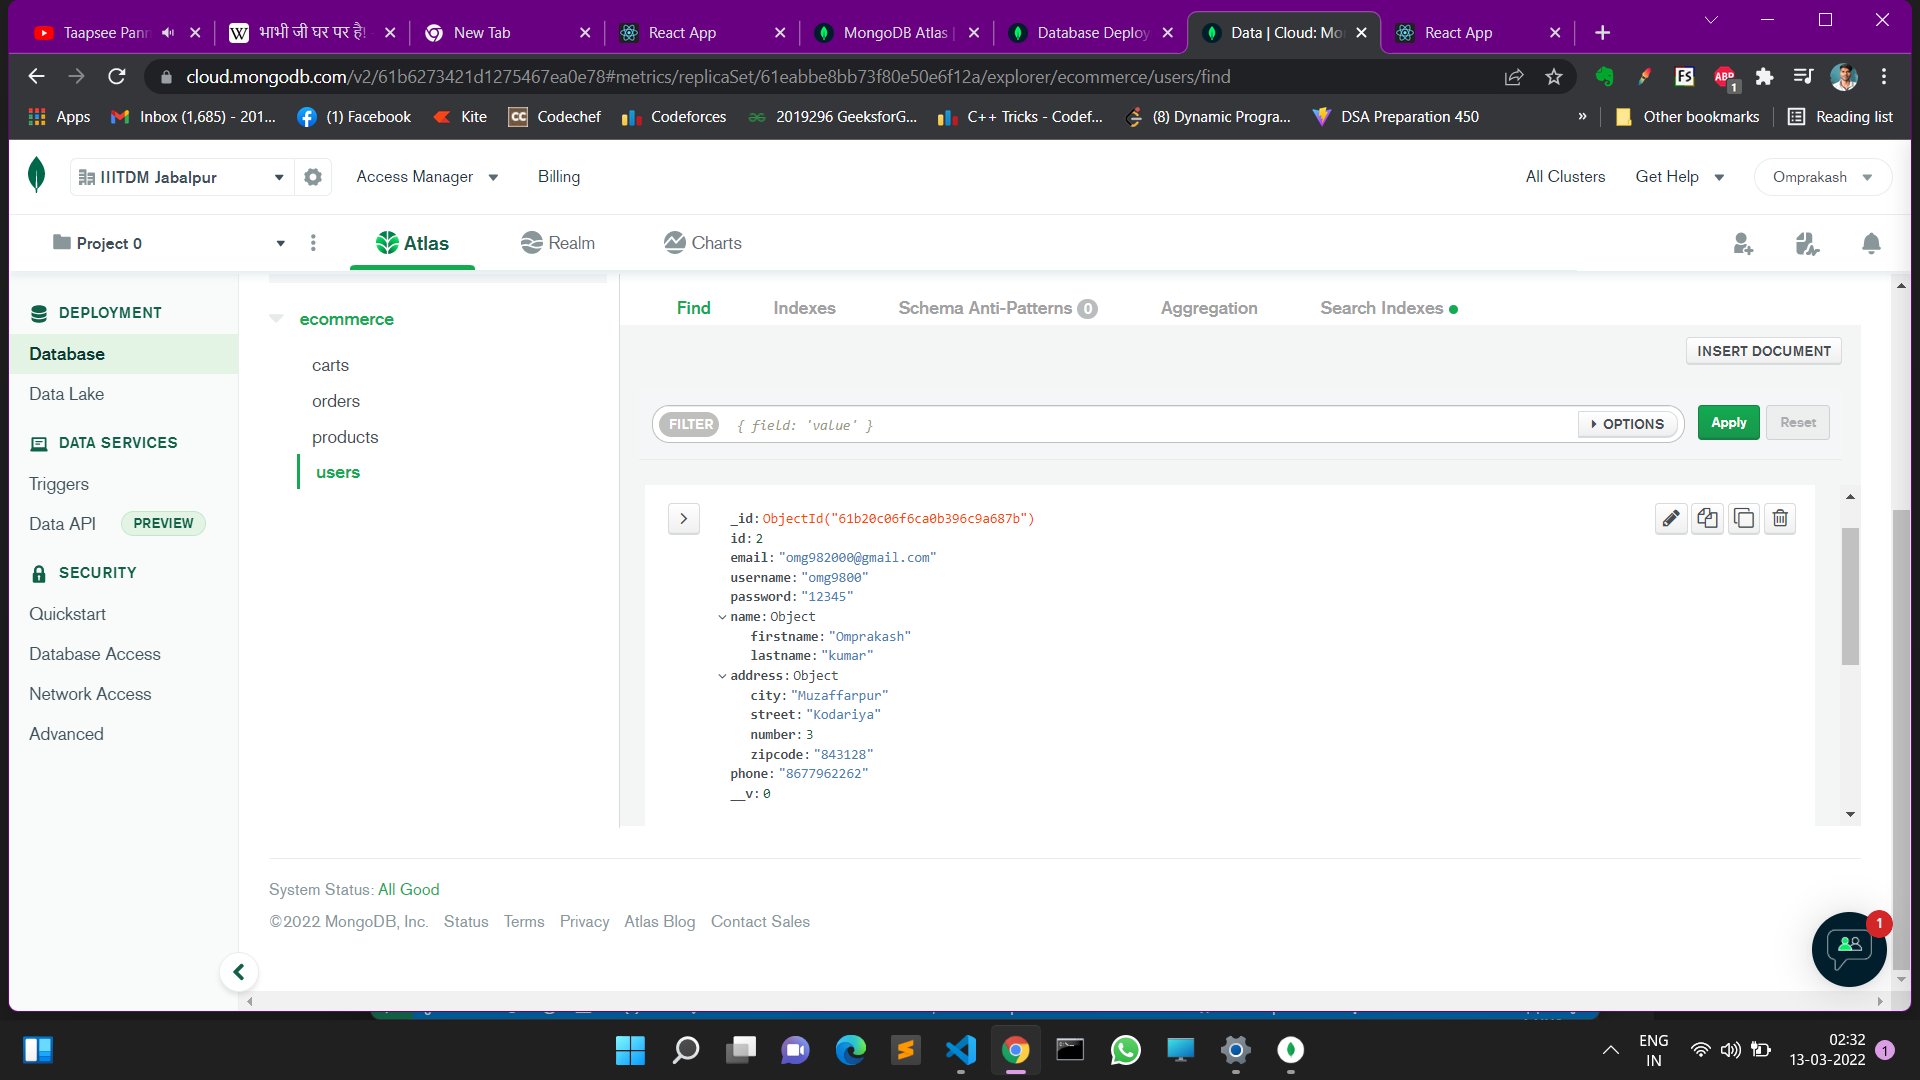 Taapsee Pann
भाभी जी घर पर है!
New Tab
React App
MongoDB Atlas |
Database Deploy
Data | Cloud: Mo
React App
cloud.mongodb.com/v2/61b6273421d1275467ea0e78#metrics/replicaSet/61eabbe8bb73f80e50e6f12a/explorer/ecommerce/users/find
FS
ABP
1
Apps
Inbox (1,685) - 201...
(1) Facebook
Kite
CC
Codechef
Codeforces
2019296 GeeksforG...
C++ Tricks - Codef...
(8) Dynamic Progra...
DSA Preparation 450
»
Other bookmarks
Reading list
IIITDM Jabalpur
Access Manager
Billing
All Clusters
Get Help
Omprakash
Project 0
Atlas
Realm
Charts
DEPLOYMENT
Database
Data Lake
DATA SERVICES
Triggers
Data API PREVIEW
SECURITY
Quickstart
Database Access
Network Access
Advanced
ecommerce
carts
orders
products
users
Find
Indexes
Schema Anti-Patterns 0
Aggregation
Search Indexes
INSERT DOCUMENT
FILTER { field: 'value' }
OPTIONS
Apply
Reset
_id: ObjectId("61b20c06f6ca0b396c9a687b")
id: 2
email: "omg982000@gmail.com"
username: "omg9800"
password: "12345"
name: Object
firstname: "Omprakash"
lastname: "kumar"
address: Object
city: "Muzaffarpur"
street: "Kodariya"
number: 3
zipcode: "843128"
phone: "8677962262"
__v: 0
System Status: All Good
©2022 MongoDB, Inc. Status Terms Privacy Atlas Blog Contact Sales
1
ENG
IN
02:32
13-03-2022
1